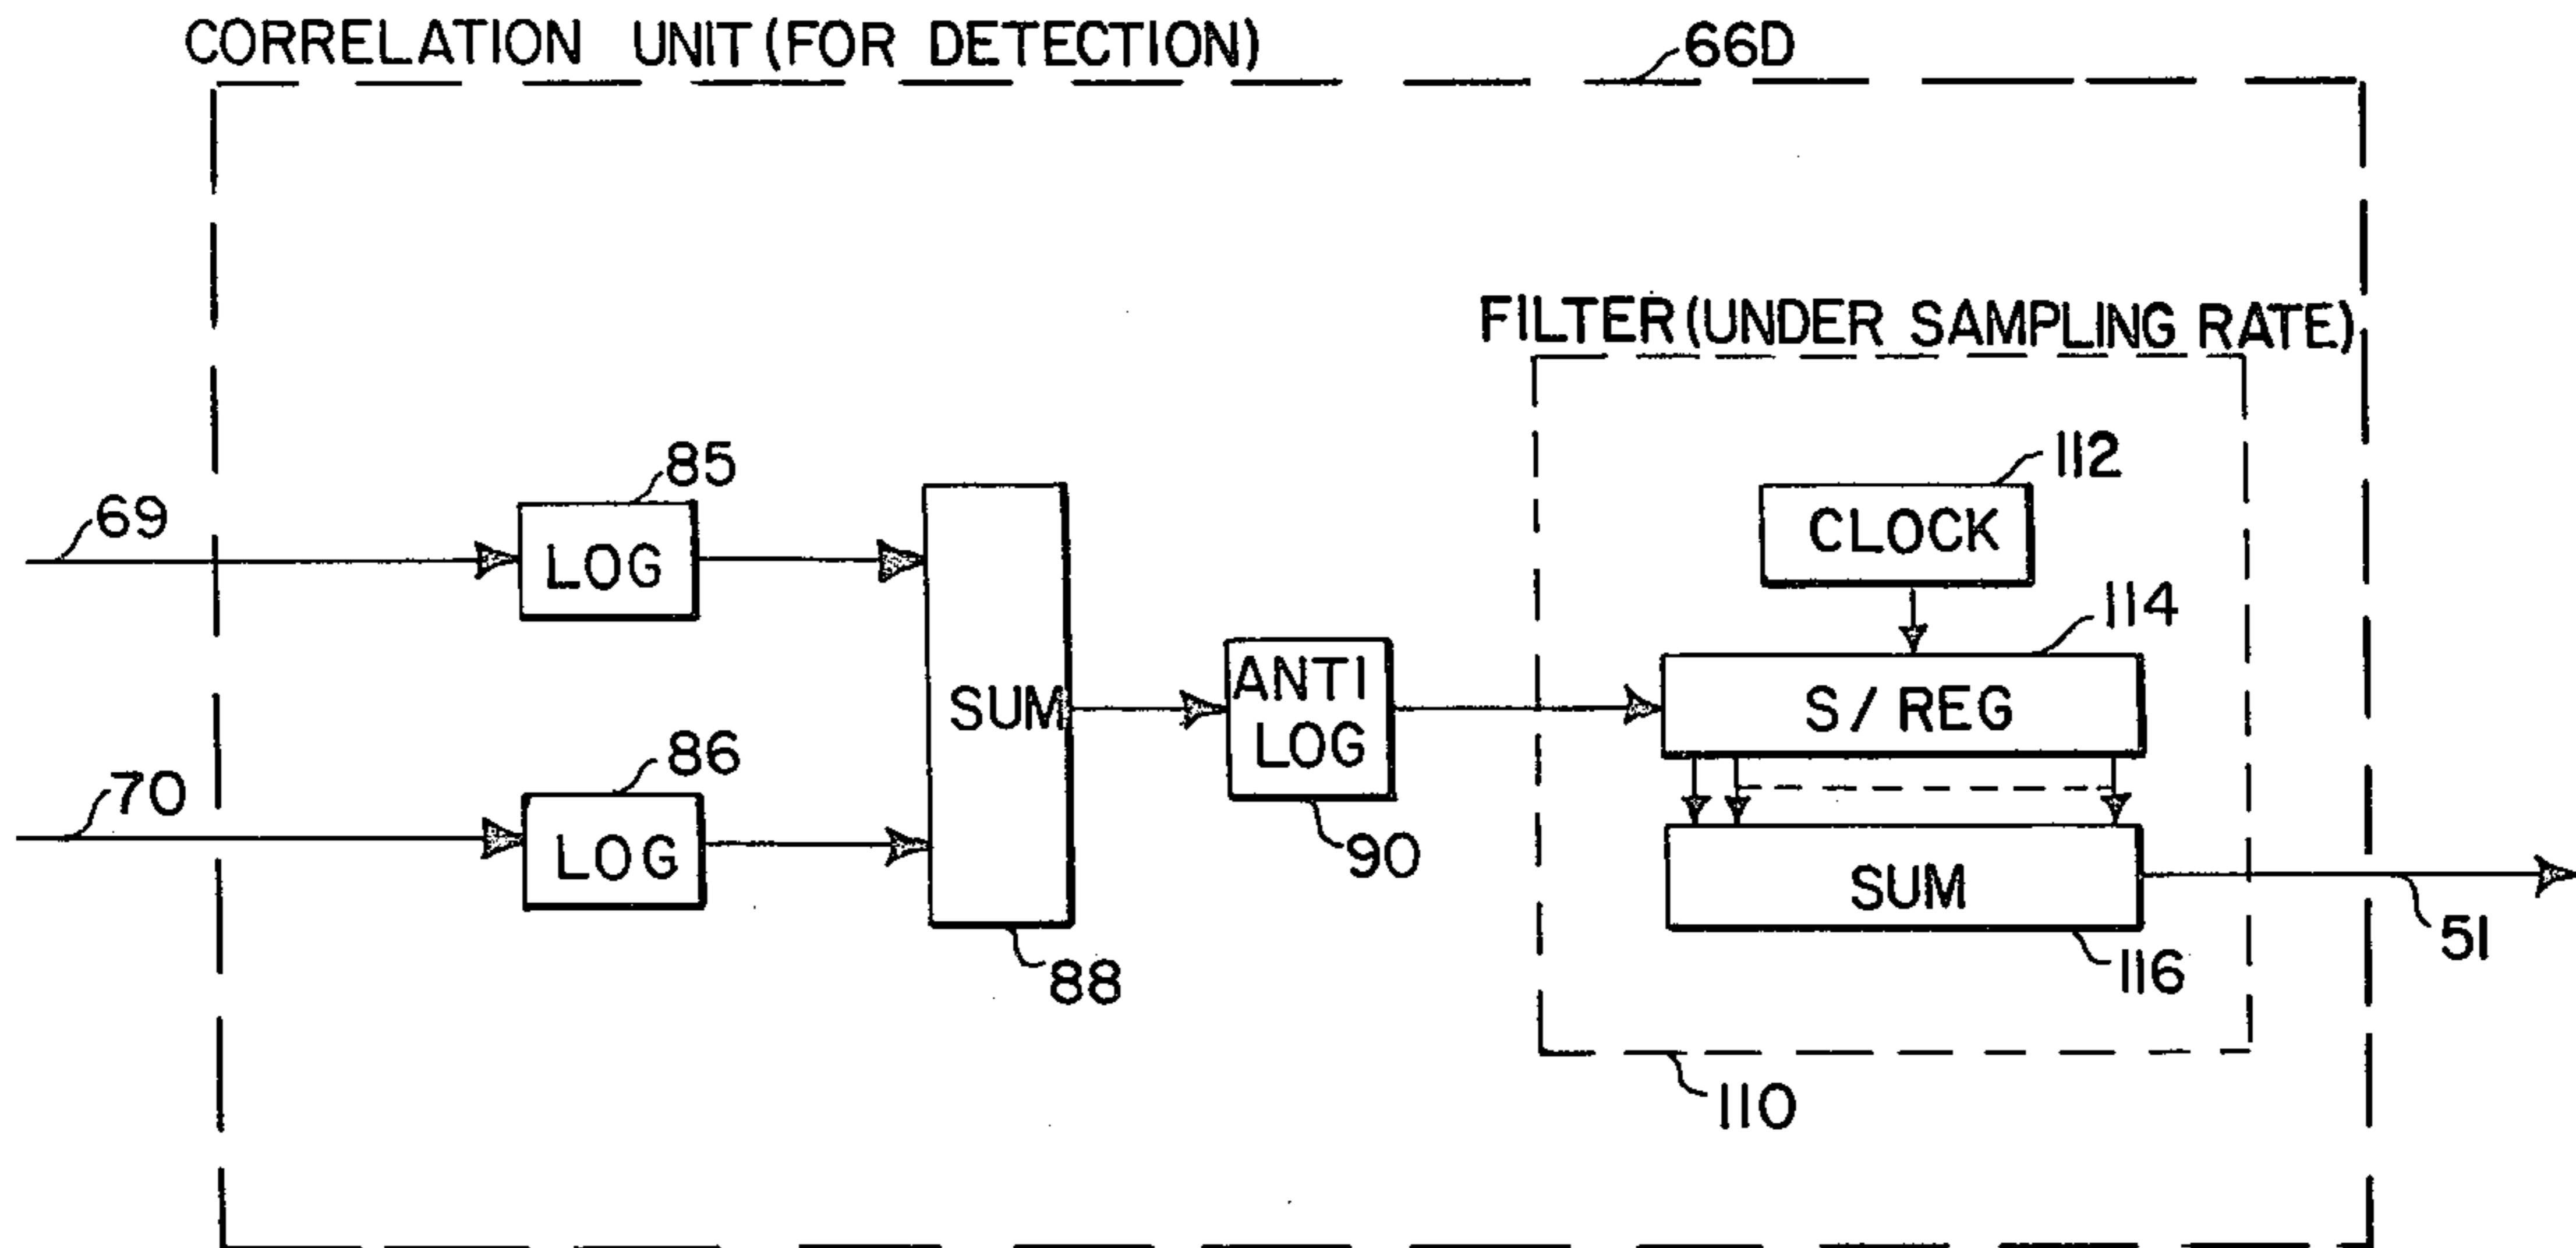 CORRELATION UNIT (FOR DETECTION)
66D
FILTER (UNDER SAMPLING RATE)
112
CLOCK
85
69
LOG
114
SUM
ANTI
LOG
S/REG
86
70
LOG
90
SUM
51
88
116
110